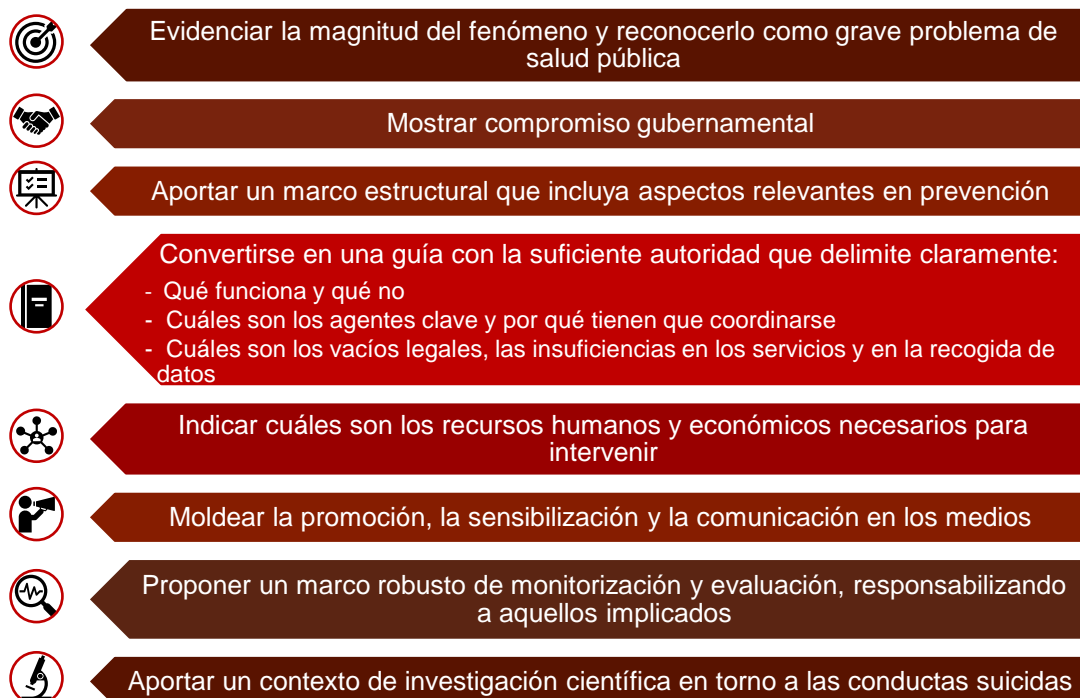 Evidenciar la magnitud del fenómeno y reconocerlo como grave problema de
salud pública
Mostrar compromiso gubernamental
Aportar un marco estructural que incluya aspectos relevantes en prevención
Convertirse en una guía con la suficiente autoridad que delimite claramente:
- Qué funciona y qué no
- Cuáles son los agentes clave y por qué tienen que coordinarse
- Cuáles son los vacíos legales, las insuficiencias en los servicios y en la recogida de
datos
Indicar cuáles son los recursos humanos y económicos necesarios para
intervenir
Moldear la promoción, la sensibilización y la comunicación en los medios
Proponer un marco robusto de monitorización y evaluación, responsabilizando
a aquellos implicados
Aportar un contexto de investigación científica en torno a las conductas suicidas